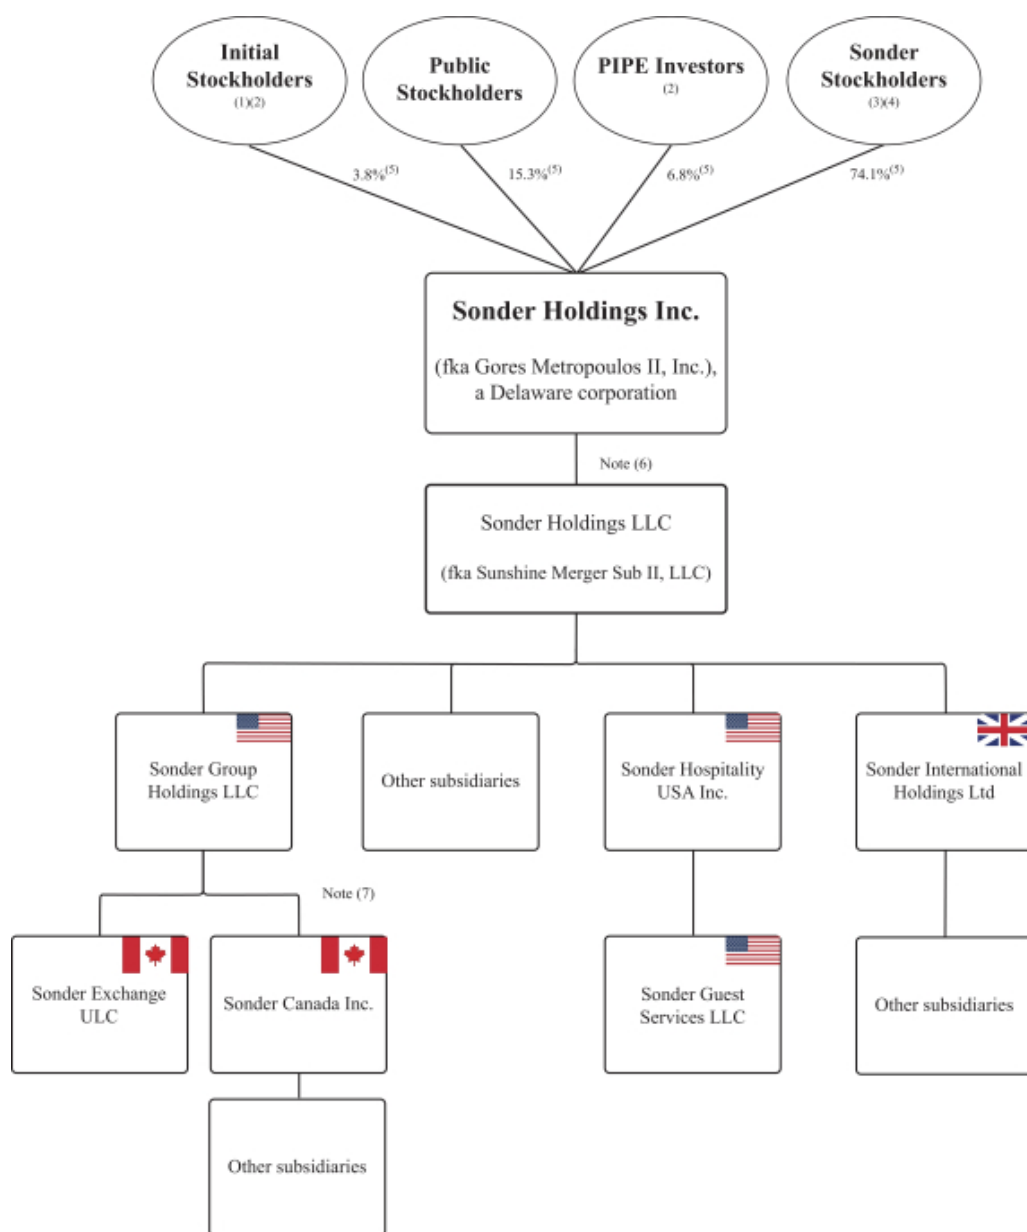 Initial
Stockholders
(1)(2)
Public
Stockholders
PIPE Investors
(2)
Sonder
Stockholders
(3)(4)
3.8%(5)
15.3%(5)
6.8%(5)
74.1%(5)
Sonder Holdings Inc.
(fka Gores Metropoulos II, Inc.),
a Delaware corporation
Note (6)
Sonder Holdings LLC
(fka Sunshine Merger Sub II, LLC)
Sonder Group
Holdings LLC
Other subsidiaries
Sonder Hospitality
USA Inc.
Sonder International
Holdings Ltd
Note (7)
Sonder Exchange
ULC
Sonder Canada Inc.
Sonder Guest
Services LLC
Other subsidiaries
Other subsidiaries